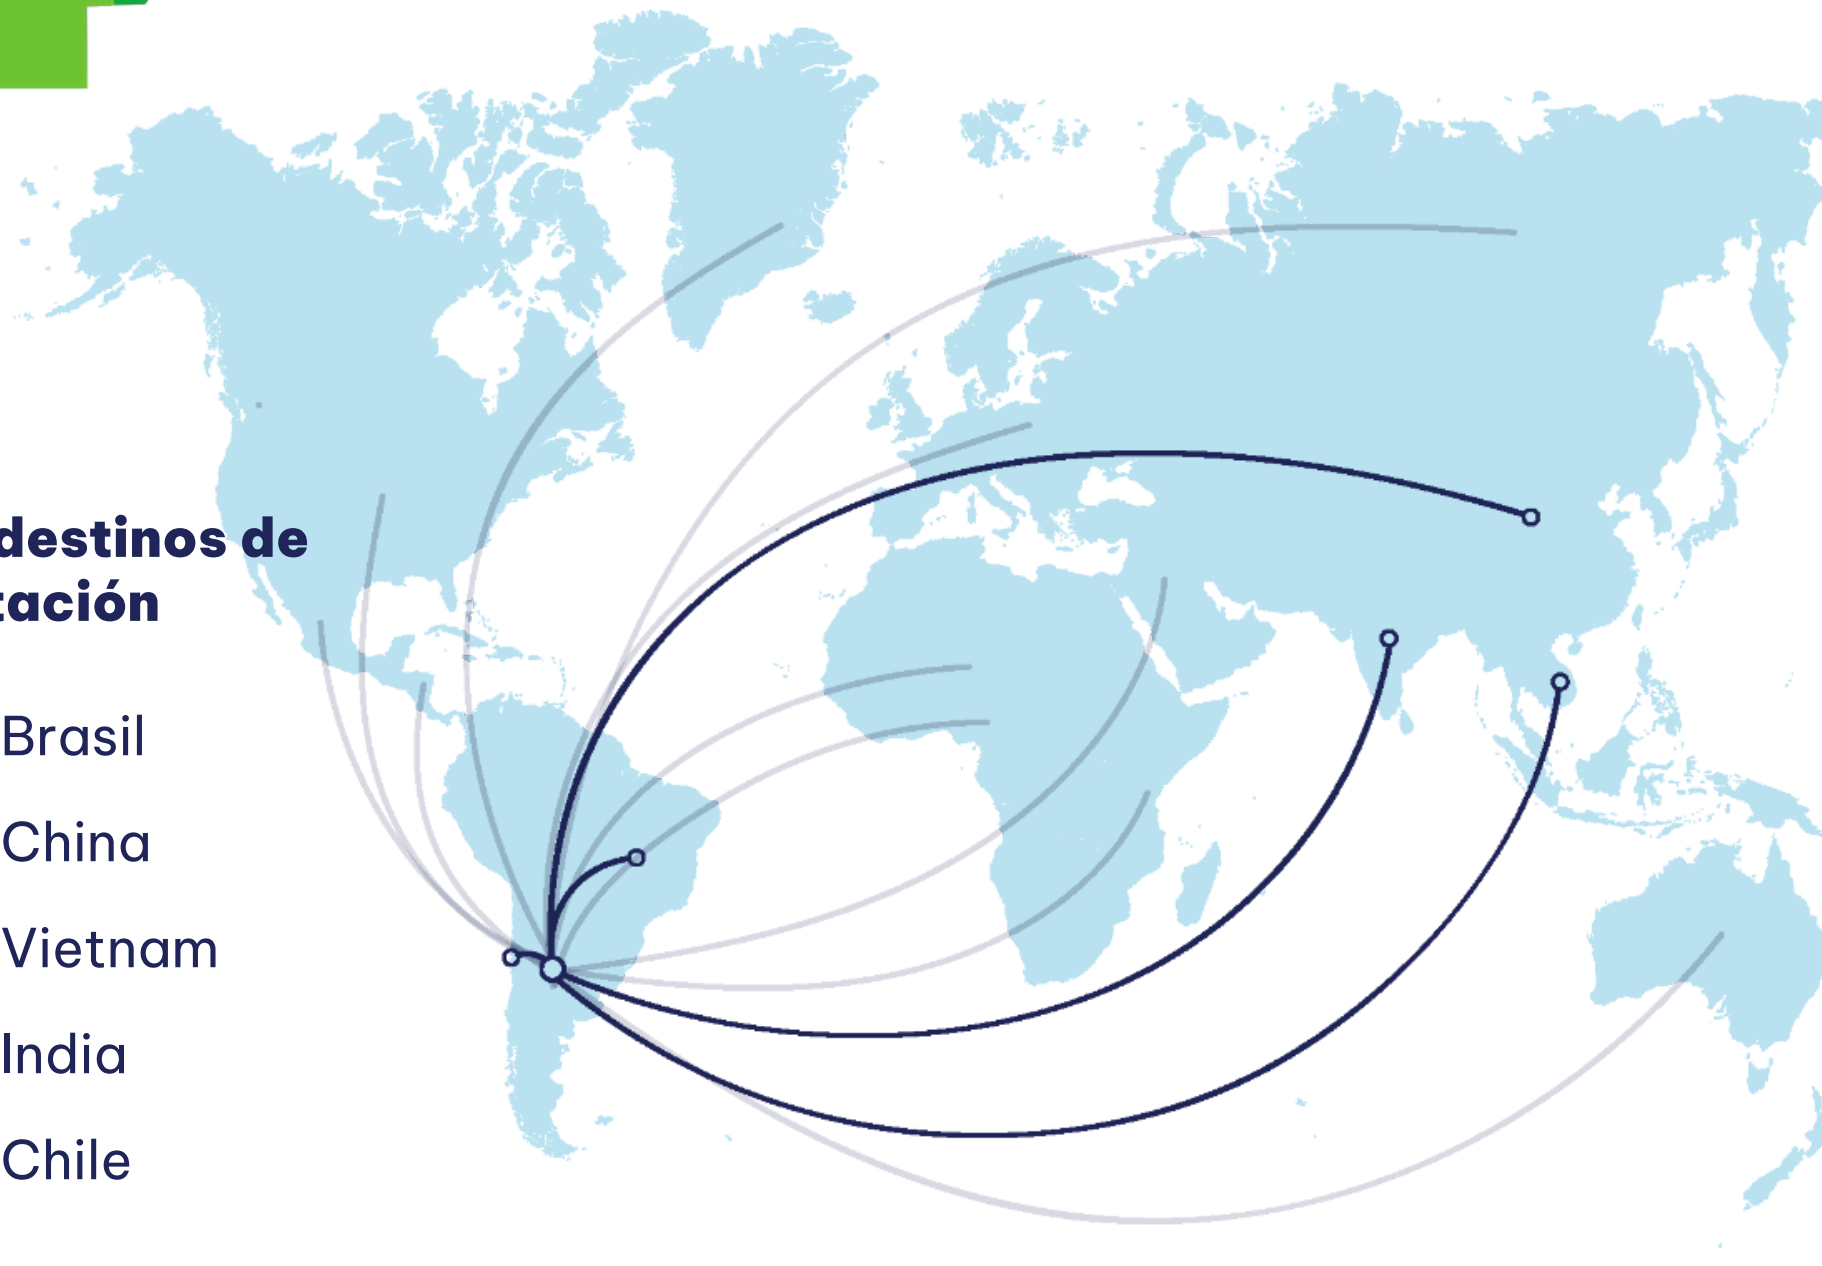 destinos de
tación
Brasil
China
Vietnam
India
Chile